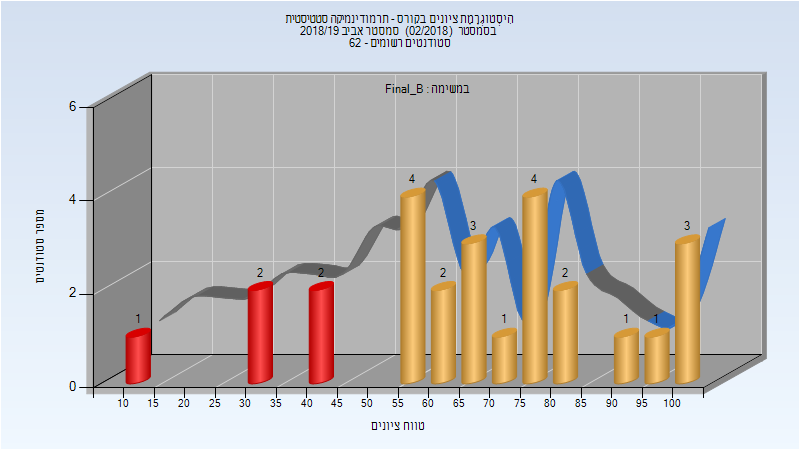 היסטוגרמת ציונים בקורס - תרמודינמיקה סטטיסטית
בסמסטר (02/2018) סמסטר אביב 2018/19
סטודנטים רשומים - 62
במשימה : Final_B
מספר סטודנטים
6
4
2
0
1
2
2
4
2
3
1
4
2
1
1
3
10 15 20 25 30 35 40 45 50 55 60 65 70 75 80 85 90 95 100
טווח ציונים